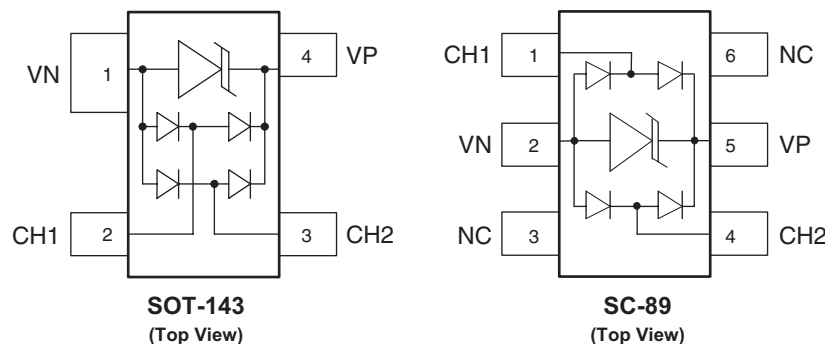 VN 1 4 VP
CH1 2 3 CH2
SOT-143
(Top View)
CH1 1 6 NC
VN 2 5 VP
NC 3 4 CH2
SC-89
(Top View)